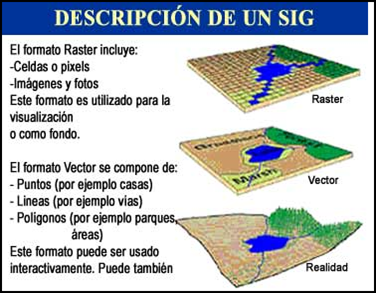 DESCRIPCIÓN DE UN SIG
El formato Raster incluye:
-Celdas o pixels
-Imágenes y fotos
Este formato es utilizado para la
visualización
o como fondo.
Raster
El formato Vector se compone de:
- Puntos (por ejemplo casas)
- Lineas (por ejemplo vías)
- Polígonos (por ejemplo parques,
áreas)
Este formato puede ser usado
interactivamente. Puede también
Marsh
Vector
Realidad